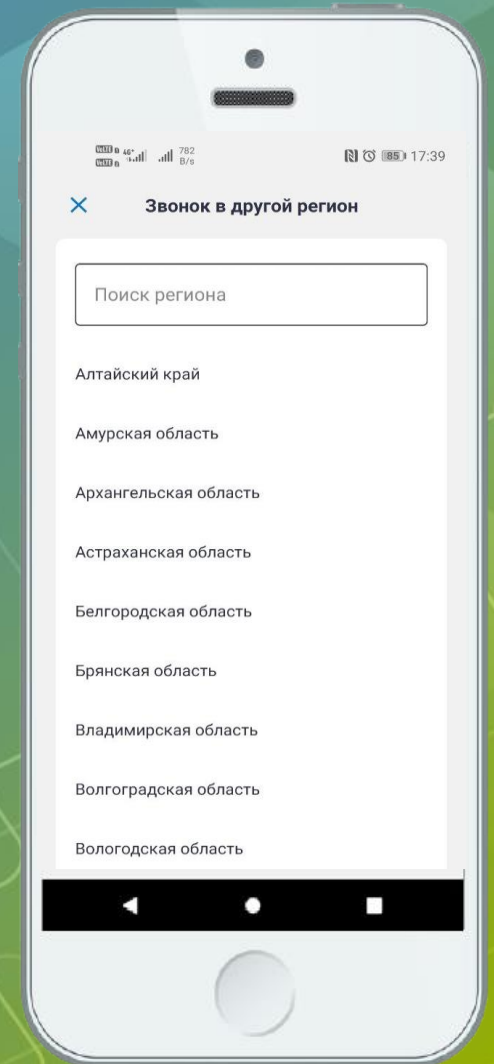 782
4G+ B/s 85 17:39
Звонок в другой регион
Поиск региона
Алтайский край
Амурская область
Архангельская область
Астраханская область
Белгородская область
Брянская область
Владимирская область
Волгоградская область
Вологодская область